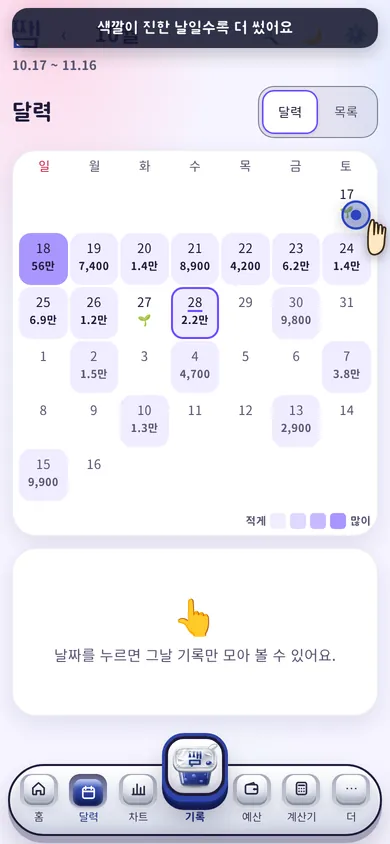 색깔이 진한 날일수록 더 썼어요
10.17 ~ 11.16
달력
달력 목록
일 월 화 수 목 금 토
17
18 19 20 21 22 23 24
56만 7,400 1.4만 8,900 4,200 6.2만 1.4만
25 26 27 28 29 30 31
6.9만 1.2만 2.2만 9,800
1 2 3 4 5 6 7
1.5만 4,700 3.8만
8 9 10 11 12 13 14
1.3만 2,900
15 16
9,900
적게 많이
날짜를 누르면 그날 기록만 모아 볼 수 있어요.
쨈
홈 달력 차트 기록 예산 계산기 더